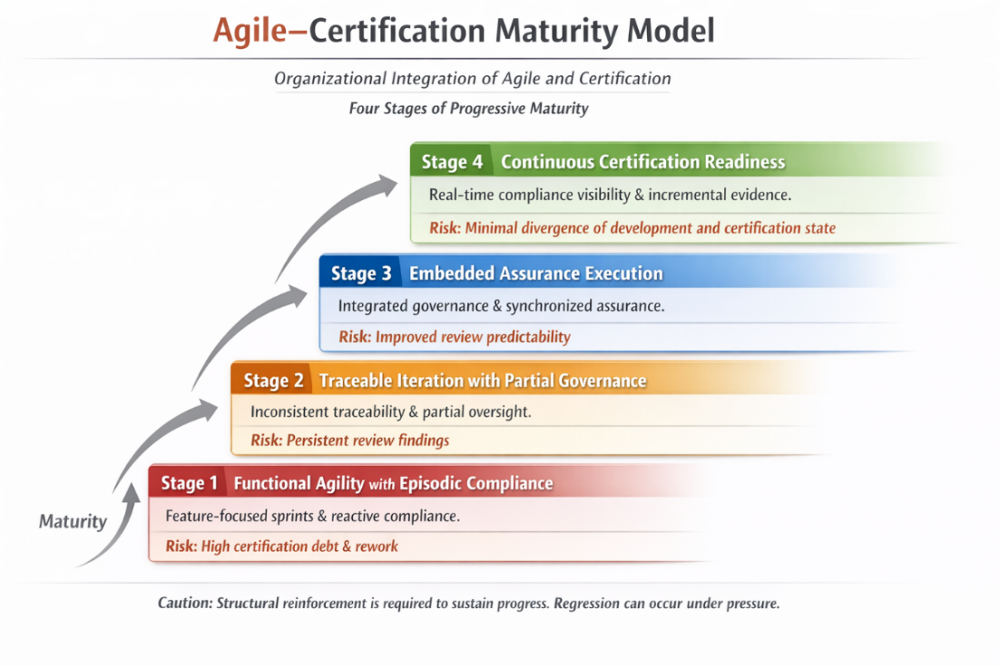 Agile–Certification Maturity Model
Organizational Integration of Agile and Certification
Four Stages of Progressive Maturity
Stage 4 Continuous Certification Readiness
Real-time compliance visibility & incremental evidence.
Risk: Minimal divergence of development and certification state
Stage 3 Embedded Assurance Execution
Integrated governance & synchronized assurance.
Risk: Improved review predictability
Stage 2 Traceable Iteration with Partial Governance
Inconsistent traceability & partial oversight.
Risk: Persistent review findings
Stage 1 Functional Agility with Episodic Compliance
Feature-focused sprints & reactive compliance.
Risk: High certification debt & rework
Maturity
Caution: Structural reinforcement is required to sustain progress. Regression can occur under pressure.